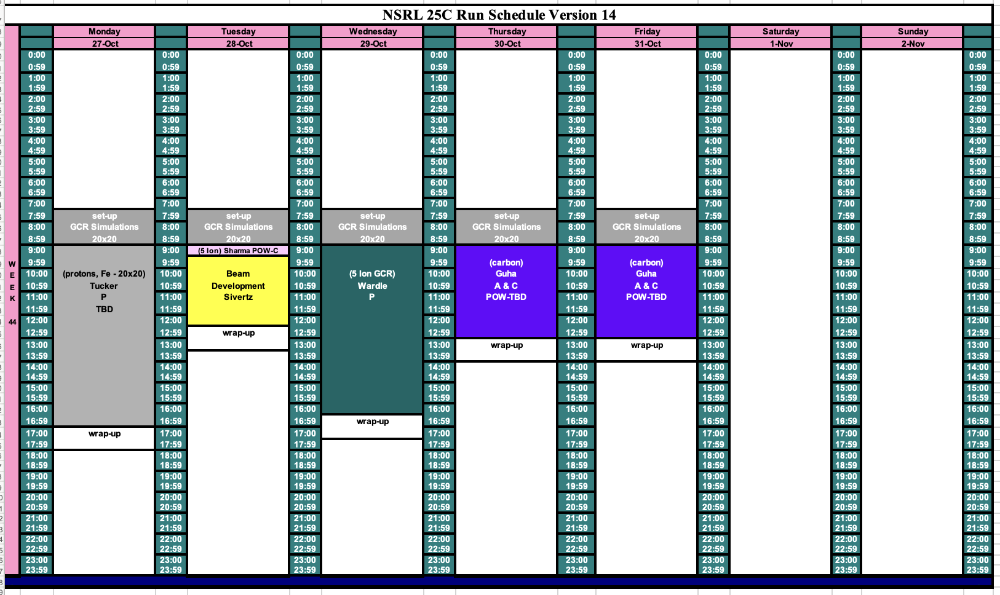 NSRL 25C Run Schedule Version 14
Monday Tuesday Wednesday Thursday Friday Saturday Sunday
27-Oct 28-Oct 29-Oct 30-Oct 31-Oct 1-Nov 2-Nov
0:00 0:00 0:00 0:00 0:00 0:00 0:00 0:00
0:59 0:59 0:59 0:59 0:59 0:59 0:59 0:59
1:00 1:00 1:00 1:00 1:00 1:00 1:00 1:00
1:59 1:59 1:59 1:59 1:59 1:59 1:59 1:59
2:00 2:00 2:00 2:00 2:00 2:00 2:00 2:00
2:59 2:59 2:59 2:59 2:59 2:59 2:59 2:59
3:00 3:00 3:00 3:00 3:00 3:00 3:00 3:00
3:59 3:59 3:59 3:59 3:59 3:59 3:59 3:59
4:00 4:00 4:00 4:00 4:00 4:00 4:00 4:00
4:59 4:59 4:59 4:59 4:59 4:59 4:59 4:59
5:00 5:00 5:00 5:00 5:00 5:00 5:00 5:00
5:59 5:59 5:59 5:59 5:59 5:59 5:59 5:59
6:00 6:00 6:00 6:00 6:00 6:00 6:00 6:00
6:59 6:59 6:59 6:59 6:59 6:59 6:59 6:59
7:00 7:00 7:00 7:00 7:00 7:00 7:00 7:00
7:59 set-up 7:59 set-up 7:59 set-up 7:59 set-up 7:59 set-up 7:59 7:59 7:59
8:00 GCR Simulations 8:00 GCR Simulations 8:00 GCR Simulations 8:00 GCR Simulations 8:00 GCR Simulations 8:00 8:00 8:00
8:59 20x20 8:59 20x20 8:59 20x20 8:59 20x20 8:59 20x20 8:59 8:59 8:59
9:00 9:00 (5 Ion) Sharma POW-C 9:00 9:00 9:00 9:00 9:00 9:00
W 9:59 9:59 9:59 9:59 (carbon) 9:59 (carbon) 9:59 9:59 9:59
E 10:00 (protons, Fe - 20x20) 10:00 Beam 10:00 (5 Ion GCR) 10:00 Guha 10:00 Guha 10:00 10:00 10:00
E 10:59 Tucker 10:59 Development 10:59 Wardle 10:59 A & C 10:59 A & C 10:59 10:59 10:59
K 11:00 P 11:00 Sivertz 11:00 P 11:00 POW-TBD 11:00 POW-TBD 11:00 11:00 11:00
11:59 TBD 11:59 11:59 11:59 11:59 11:59 11:59 11:59
44 12:00 12:00 12:00 12:00 12:00 12:00 12:00 12:00
12:59 12:59 wrap-up 12:59 12:59 12:59 12:59 12:59 12:59
13:00 13:00 13:00 13:00 wrap-up 13:00 wrap-up 13:00 13:00 13:00
13:59 13:59 13:59 13:59 13:59 13:59 13:59 13:59
14:00 14:00 14:00 14:00 14:00 14:00 14:00 14:00
14:59 14:59 14:59 14:59 14:59 14:59 14:59 14:59
15:00 15:00 15:00 15:00 15:00 15:00 15:00 15:00
15:59 15:59 15:59 15:59 15:59 15:59 15:59 15:59
16:00 16:00 16:00 16:00 16:00 16:00 16:00 16:00
16:59 16:59 16:59 wrap-up 16:59 16:59 16:59 16:59 16:59
17:00 wrap-up 17:00 17:00 17:00 17:00 17:00 17:00 17:00
17:59 17:59 17:59 17:59 17:59 17:59 17:59 17:59
18:00 18:00 18:00 18:00 18:00 18:00 18:00 18:00
18:59 18:59 18:59 18:59 18:59 18:59 18:59 18:59
19:00 19:00 19:00 19:00 19:00 19:00 19:00 19:00
19:59 19:59 19:59 19:59 19:59 19:59 19:59 19:59
20:00 20:00 20:00 20:00 20:00 20:00 20:00 20:00
20:59 20:59 20:59 20:59 20:59 20:59 20:59 20:59
21:00 21:00 21:00 21:00 21:00 21:00 21:00 21:00
21:59 21:59 21:59 21:59 21:59 21:59 21:59 21:59
22:00 22:00 22:00 22:00 22:00 22:00 22:00 22:00
22:59 22:59 22:59 22:59 22:59 22:59 22:59 22:59
23:00 23:00 23:00 23:00 23:00 23:00 23:00 23:00
23:59 23:59 23:59 23:59 23:59 23:59 23:59 23:59